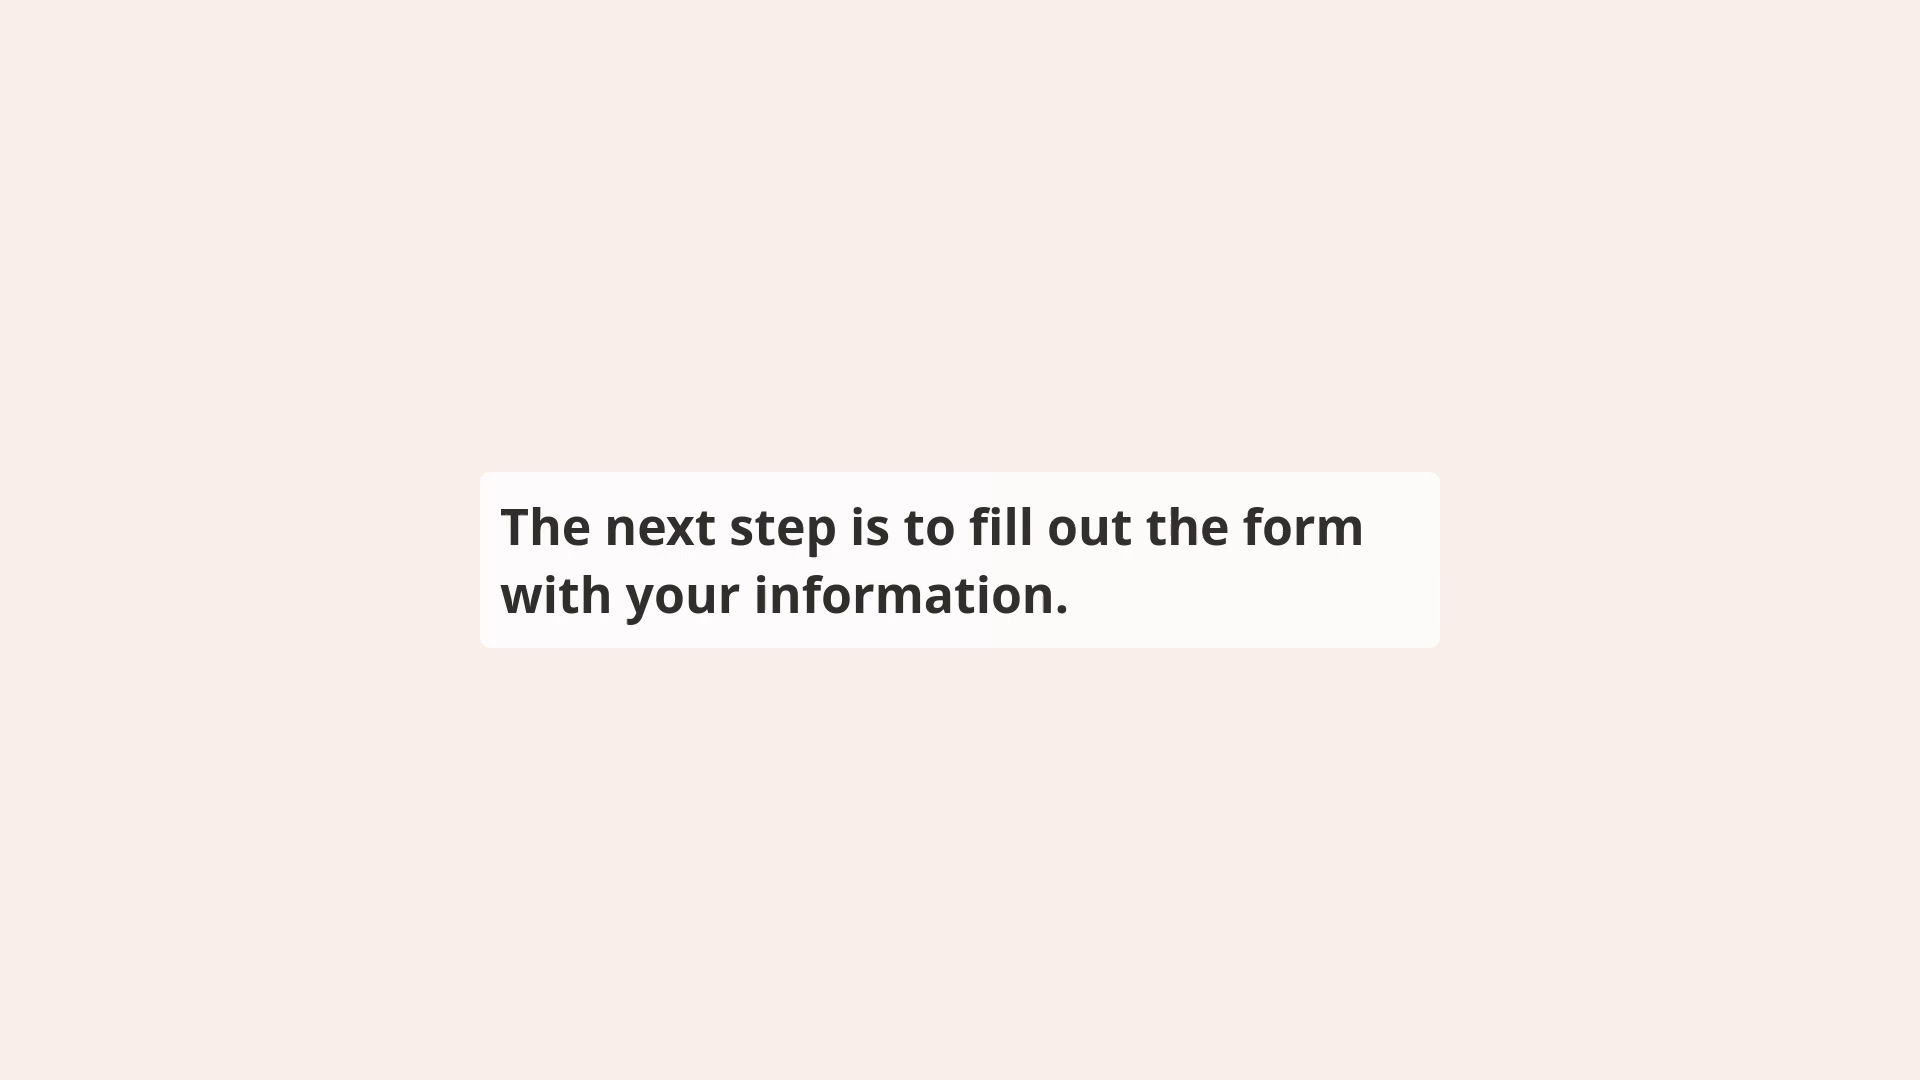 The next step is to fill out the form
with your information.